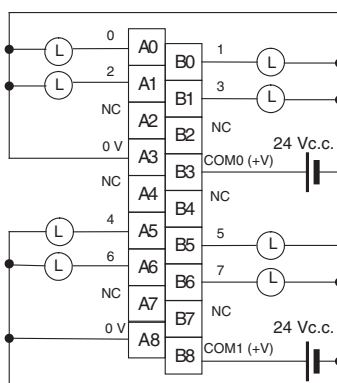 0 A0 B0 1
L L
2 A1 B1 3
L L
NC A2 B2 NC
0 V A3 B3 COM0 (+V) 24 Vc.c.
NC A4 B4 NC
L 4 A5 B5 5 L
L 6 A6 B6 7 L
NC A7 B7 NC
0 V A8 B8 COM1 (+V) 24 Vc.c.